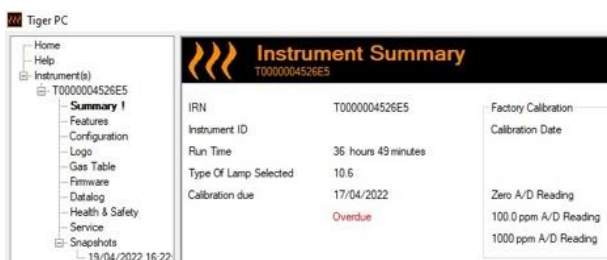 Tiger PC
Home
Help
Instrument(s)
T0000004526E5
Summary !
Features
Configuration
Logo
Gas Table
Firmware
Datalog
Health & Safety
Service
Snapshots
19/04/2022 16:22:
Instrument Summary
T0000004526E5
IRN T0000004526E5
Instrument ID
Run Time 36 hours 49 minutes
Type Of Lamp Selected 10.6
Calibration due 17/04/2022
Overdue
Factory Calibration
Calibration Date
Zero A/D Reading
100.0 ppm A/D Reading
1000 ppm A/D Reading